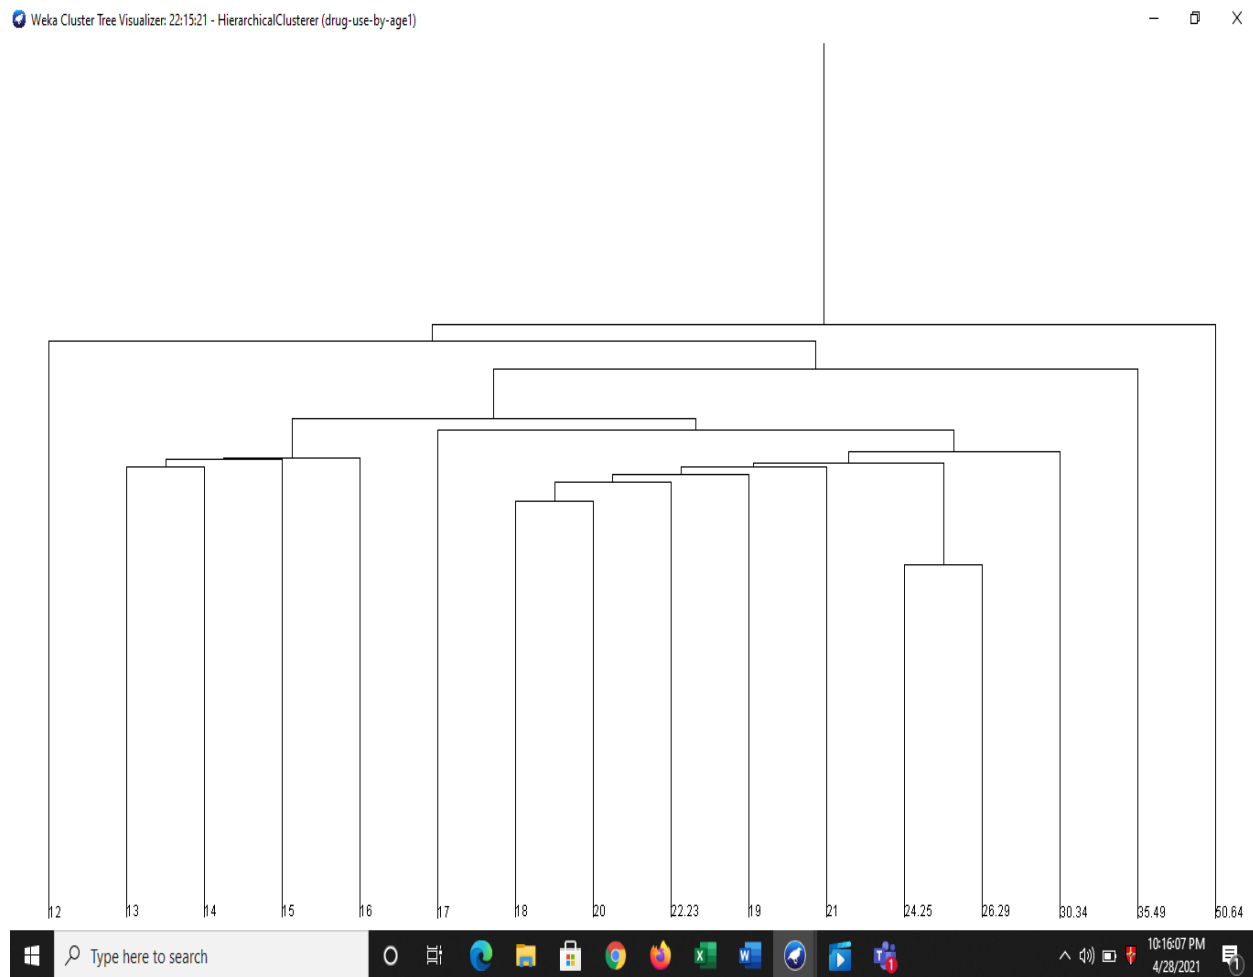 Weka Cluster Tree Visualizer: 22:15:21 - HierarchicalClusterer (drug-use-by-age1)
12 13 14 15 16 17 18 20 22.23 19 21 24.25 26.29 30.34 35.49 50.64
Type here to search
10:16:07 PM
4/28/2021
1
1